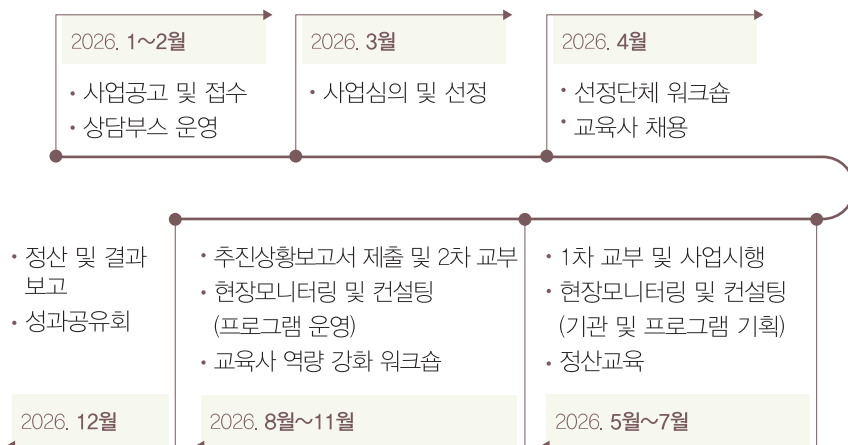 2026. 1~2월
• 사업공고 및 접수
• 상담부스 운영
2026. 3월
• 사업심의 및 선정
2026. 4월
• 선정단체 워크숍
• 교육사 채용
• 1차 교부 및 사업시행
• 현장모니터링 및 컨설팅
(기관 및 프로그램 기획)
• 정산교육
2026. 5월~7월
• 추진상황보고서 제출 및 2차 교부
• 현장모니터링 및 컨설팅
(프로그램 운영)
• 교육사 역량 강화 워크숍
2026. 8월~11월
• 정산 및 결과
보고
• 성과공유회
2026. 12월